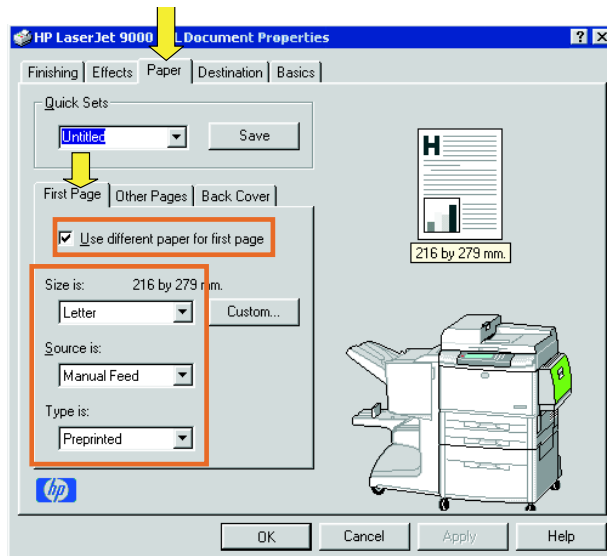 HP LaserJet 9000 L Document Properties
Finishing Effects Paper Destination Basics
Quick Sets
Untitled Save
First Page Other Pages Back Cover
Use different paper for first page
Size is: 216 by 279 mm.
Letter Custom...
Source is:
Manual Feed
Type is:
Preprinted
H
216 by 279 mm.
hp
OK Cancel Apply Help